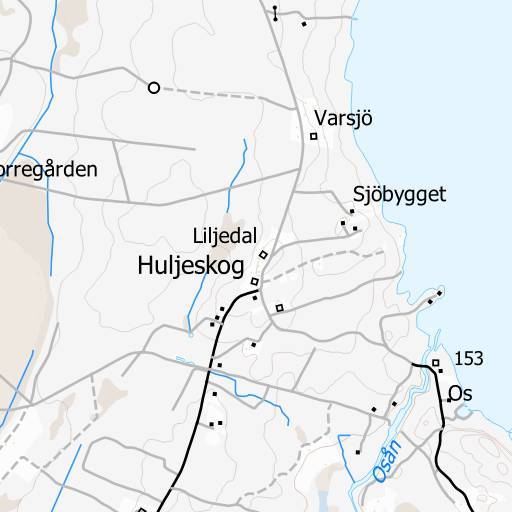 Varsjö
orregården
Sjöbygget
Liljedal
Huljeskog
153
Os
Osån